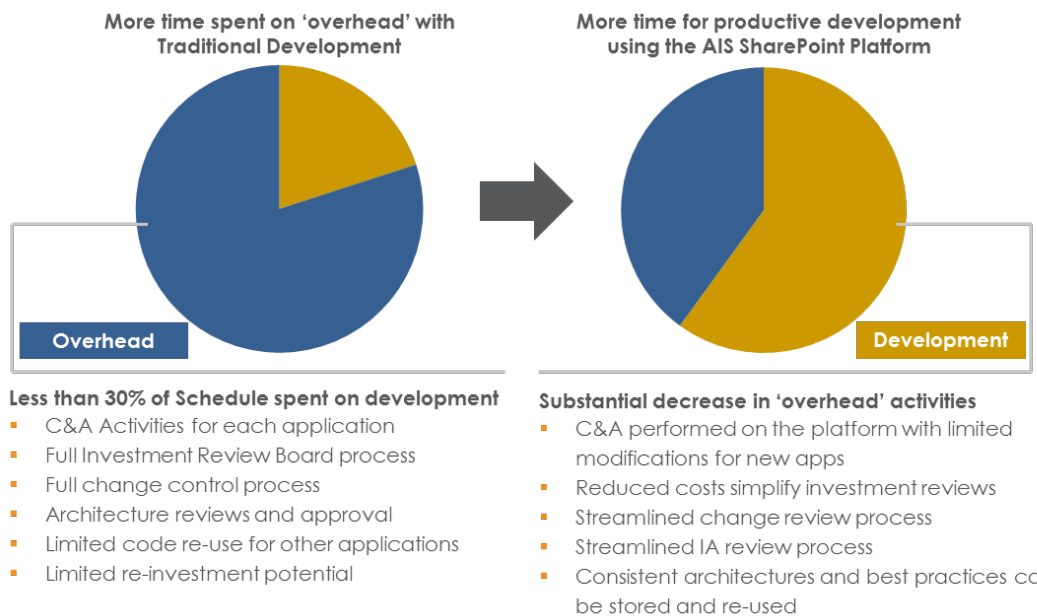 More time spent on ‘overhead’ with
Traditional Development
More time for productive development
using the AIS SharePoint Platform
Overhead
Development
Less than 30% of Schedule spent on development
C&A Activities for each application
Full Investment Review Board process
Full change control process
Architecture reviews and approval
Limited code re-use for other applications
Limited re-investment potential
Substantial decrease in ‘overhead’ activities
C&A performed on the platform with limited
modifications for new apps
Reduced costs simplify investment reviews
Streamlined change review process
Streamlined IA review process
Consistent architectures and best practices
be stored and re-used